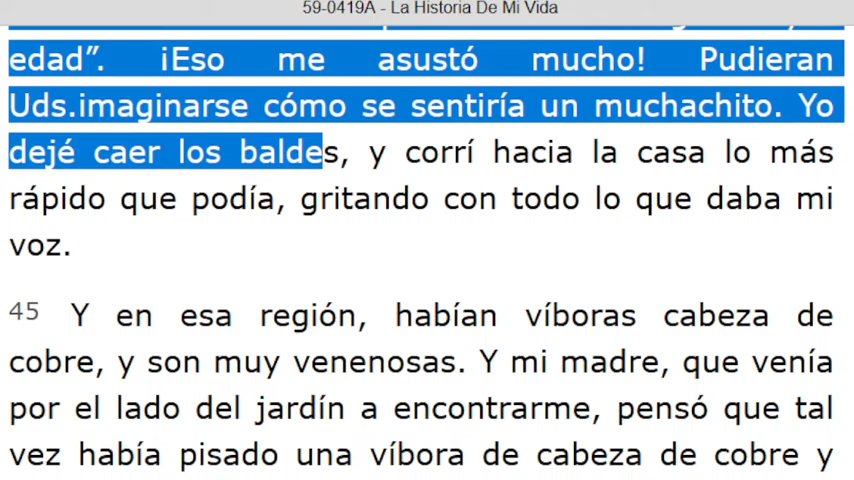 59-0419A - La Historia De Mi Vida
edad”. ¡Eso me asustó mucho! Pudieran
Uds.imaginarse cómo se sentiría un muchachito. Yo
dejé caer los baldes, y corrí hacia la casa lo más
rápido que podía, gritando con todo lo que daba mi
voz.
45 Y en esa región, habían víboras cabeza de
cobre, y son muy venenosas. Y mi madre, que venía
por el lado del jardín a encontrarme, pensó que tal
vez había pisado una víbora de cabeza de cobre y